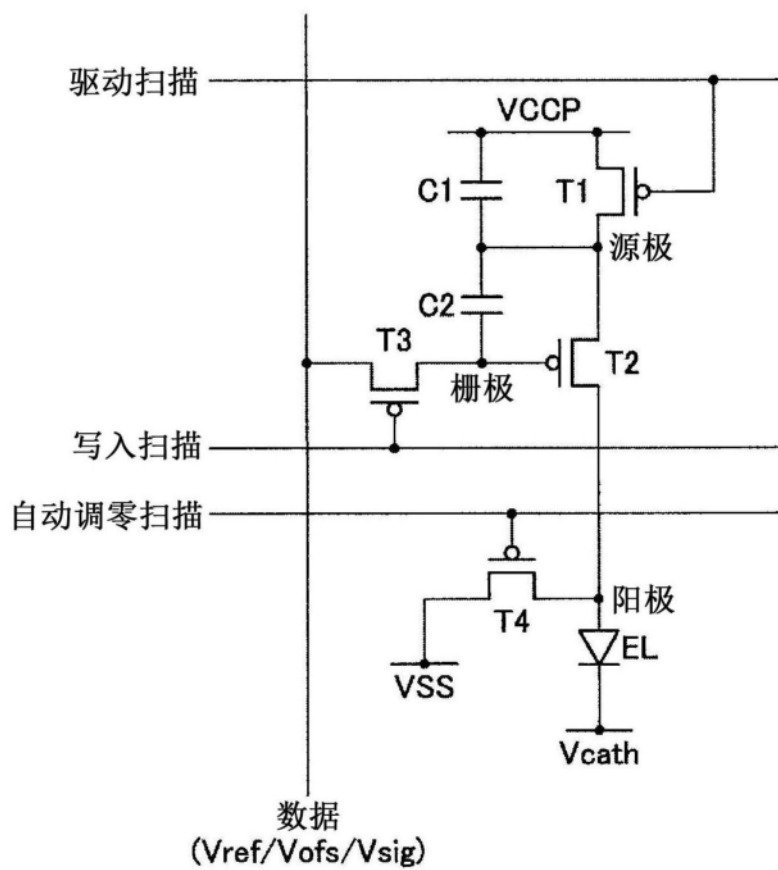 驱动扫描
VCCP
C1
T1
源极
C2
T3
T2
栅极
写入扫描
自动调零扫描
T4
阳极
EL
VSS
Vcath
数据
(Vref/Vofs/Vsig)